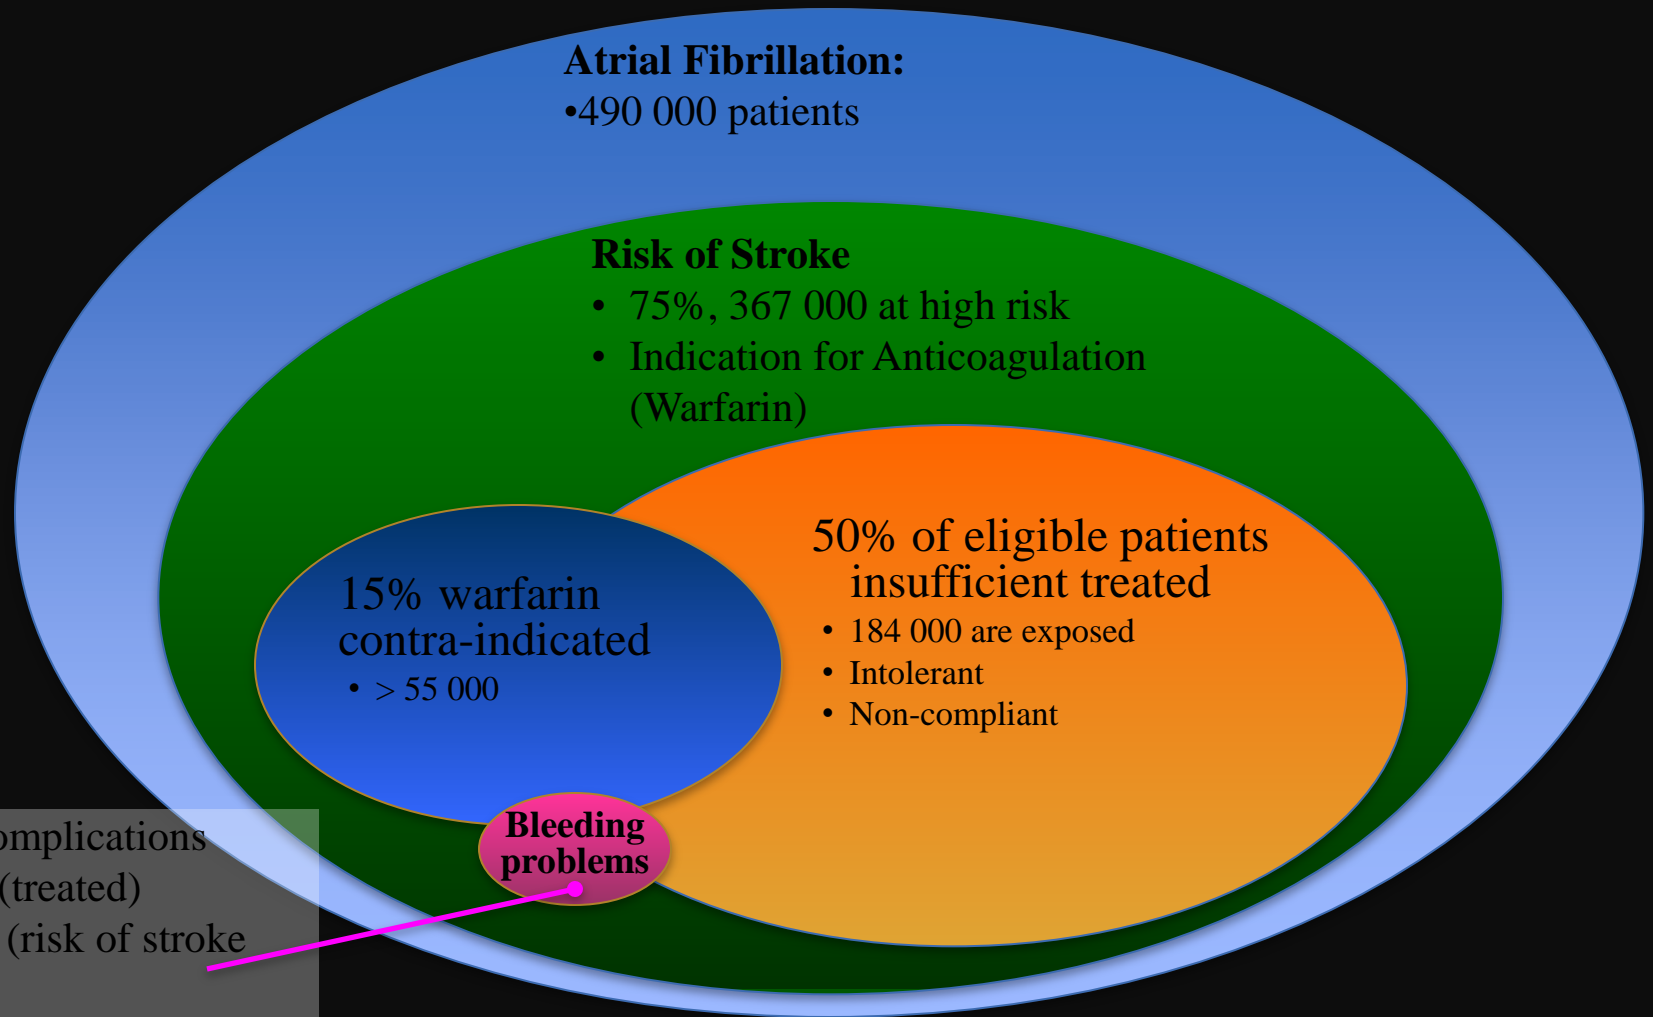 Atrial Fibrillation:
•490 000 patients
Risk of Stroke
• 75%, 367 000 at high risk
• Indication for Anticoagulation
(Warfarin)
50% of eligible patients
insufficient treated
• 184 000 are exposed
• Intolerant
• Non-compliant
15% warfarin
contra-indicated
• > 55 000
Bleeding
problems
omplications
(treated)
(risk of stroke